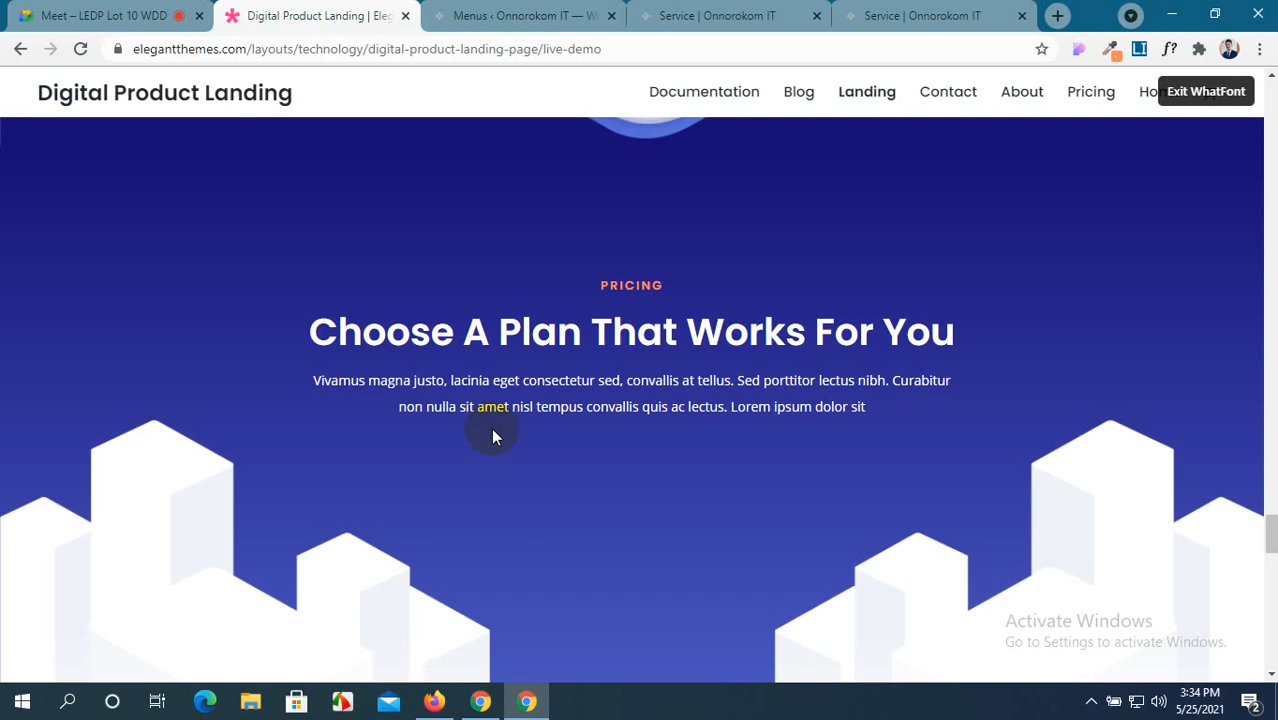 Meet – LEDP Lot 10 WDD
Digital Product Landing | Eleg
Menus ‹ Onnorokom IT — W
Service | Onnorokom IT
Service | Onnorokom IT
elegantthemes.com/layouts/technology/digital-product-landing-page/live-demo
Digital Product Landing
Documentation
Blog
Landing
Contact
About
Pricing
Ho
Exit WhatFont
PRICING
Choose A Plan That Works For You
Vivamus magna justo, lacinia eget consectetur sed, convallis at tellus. Sed porttitor lectus nibh. Curabitur
non nulla sit amet nisl tempus convallis quis ac lectus. Lorem ipsum dolor sit
Activate Windows
Go to Settings to activate Windows.
3:34 PM
5/25/2021
2